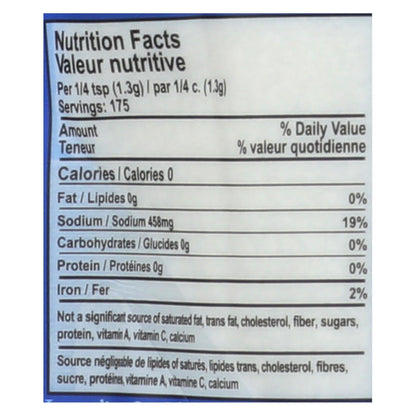 Nutrition Facts
Valeur nutritive
Per 1/4 tsp (1.3g) | par 1/4 c. (1.3g)
Servings: 175
Amount % Daily Value
Teneur % valeur quotidienne
Calories | Calories 0
Fat / Lipides 0g 0%
Sodium / Sodium 458mg 19%
Carbohydrates / Glucides 0g 0%
Protein / Protéines 0g 0%
Iron / Fer 2%
Not a significant source of saturated fat, trans fat, cholesterol, fiber, sugars,
protein, vitamin A, vitamin C, calcium
Source négligable de lipides of saturés, lipides trans, cholesterol, fibres,
sucre, protéines, vitamine A, vitamine C, calcium